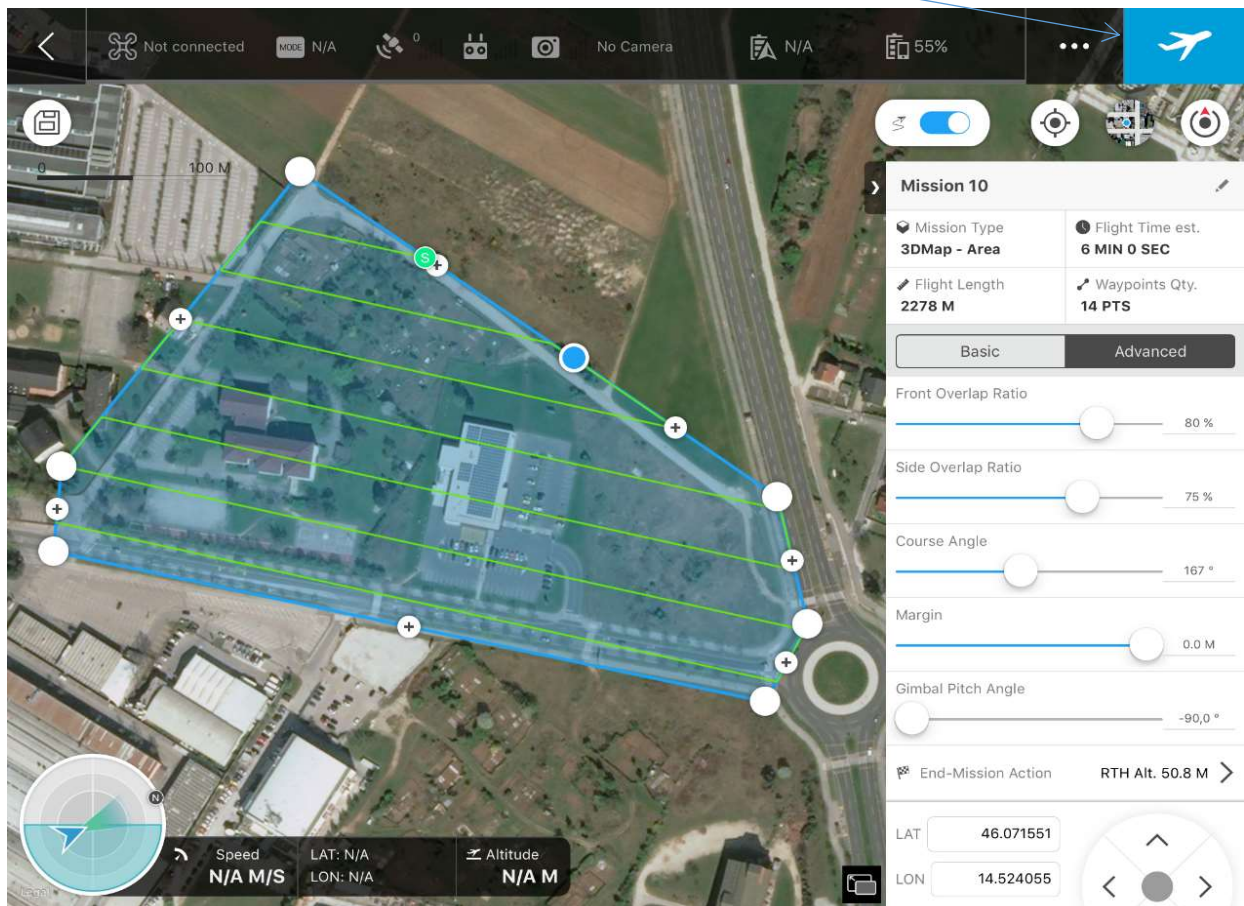 Not connected
MODE N/A
0
No Camera
N/A
55%
0 100 M
S
Mission 10
Mission Type
3DMap - Area
Flight Time est.
6 MIN 0 SEC
Flight Length
2278 M
Waypoints Qty.
14 PTS
Basic Advanced
Front Overlap Ratio
80 %
Side Overlap Ratio
75 %
Course Angle
167 °
Margin
0.0 M
Gimbal Pitch Angle
-90,0 °
End-Mission Action RTH Alt. 50.8 M
LAT 46.071551
LON 14.524055
N
Speed
N/A M/S
LAT: N/A
LON: N/A
Altitude
N/A M
Legal